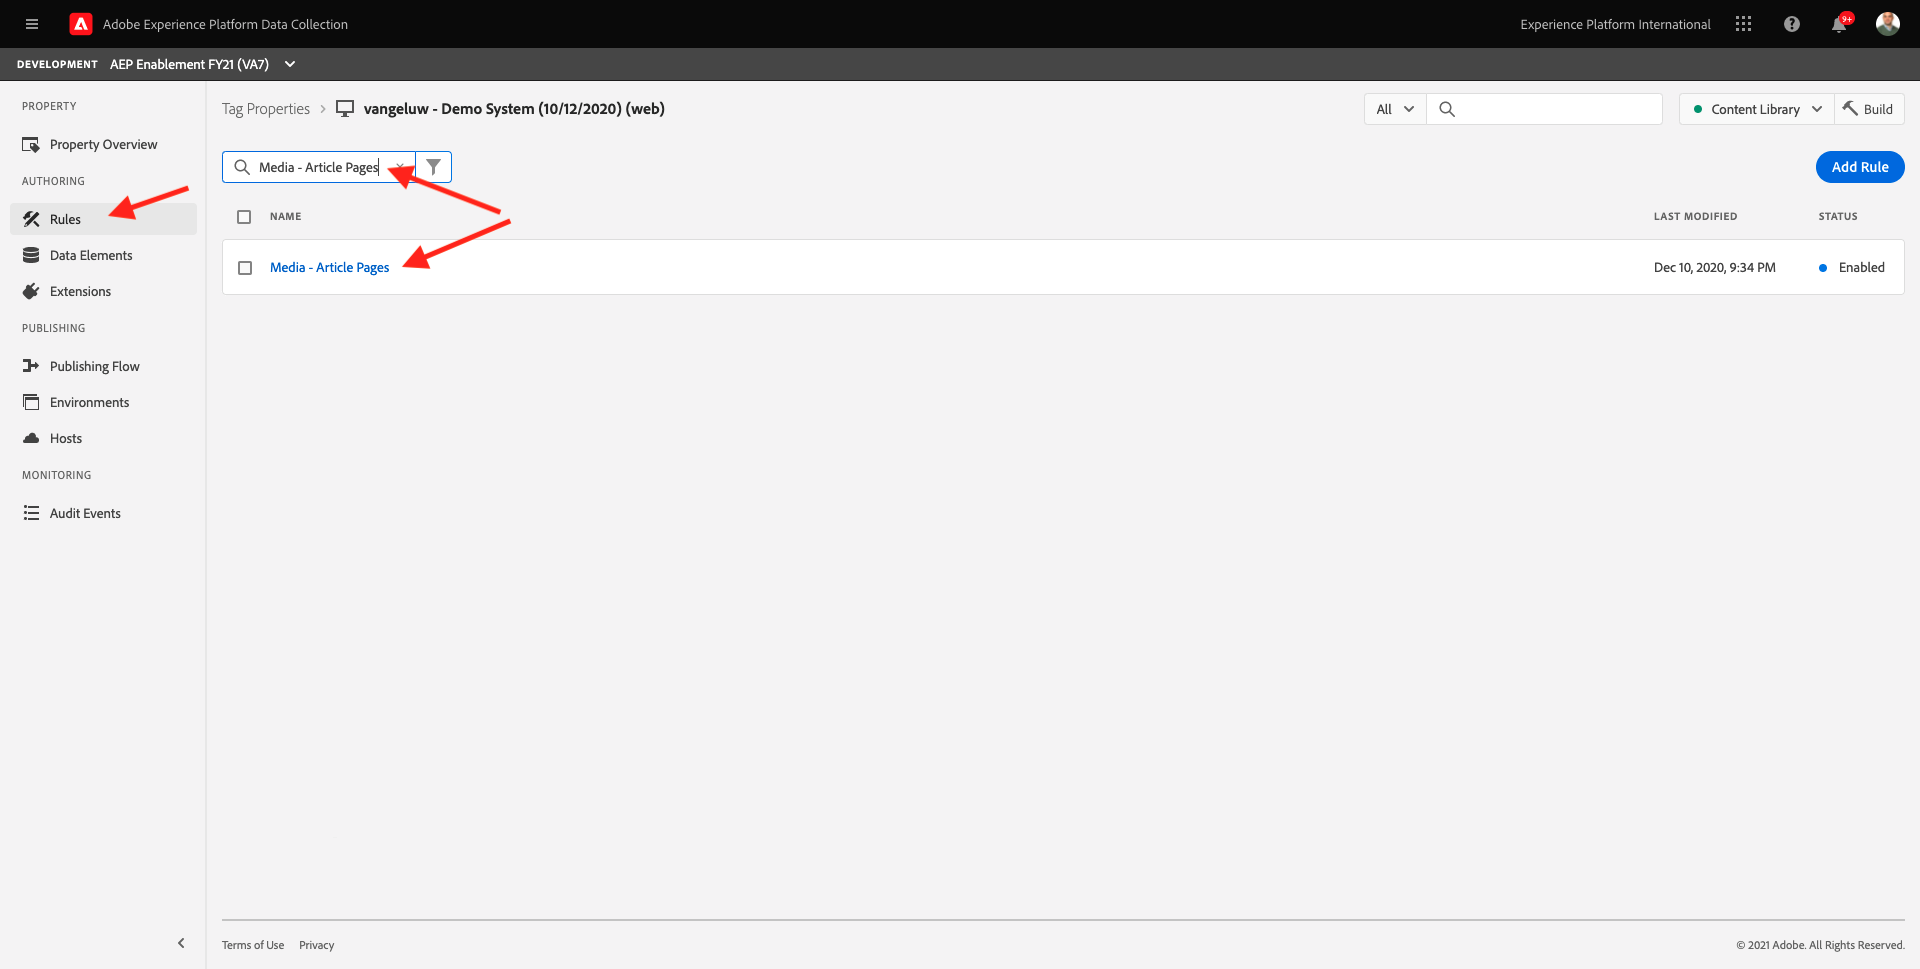 Adobe Experience Platform Data Collection
Experience Platform International
9+
DEVELOPMENT AEP Enablement FY21 (VA7)
PROPERTY
Property Overview
AUTHORING
Rules
Data Elements
Extensions
PUBLISHING
Publishing Flow
Environments
Hosts
MONITORING
Audit Events
Tag Properties > vangeluw - Demo System (10/12/2020) (web)
All
Content Library
Build
Media - Article Pages
Add Rule
NAME LAST MODIFIED STATUS
Media - Article Pages Dec 10, 2020, 9:34 PM Enabled
Terms of Use Privacy
© 2021 Adobe. All Rights Reserved.